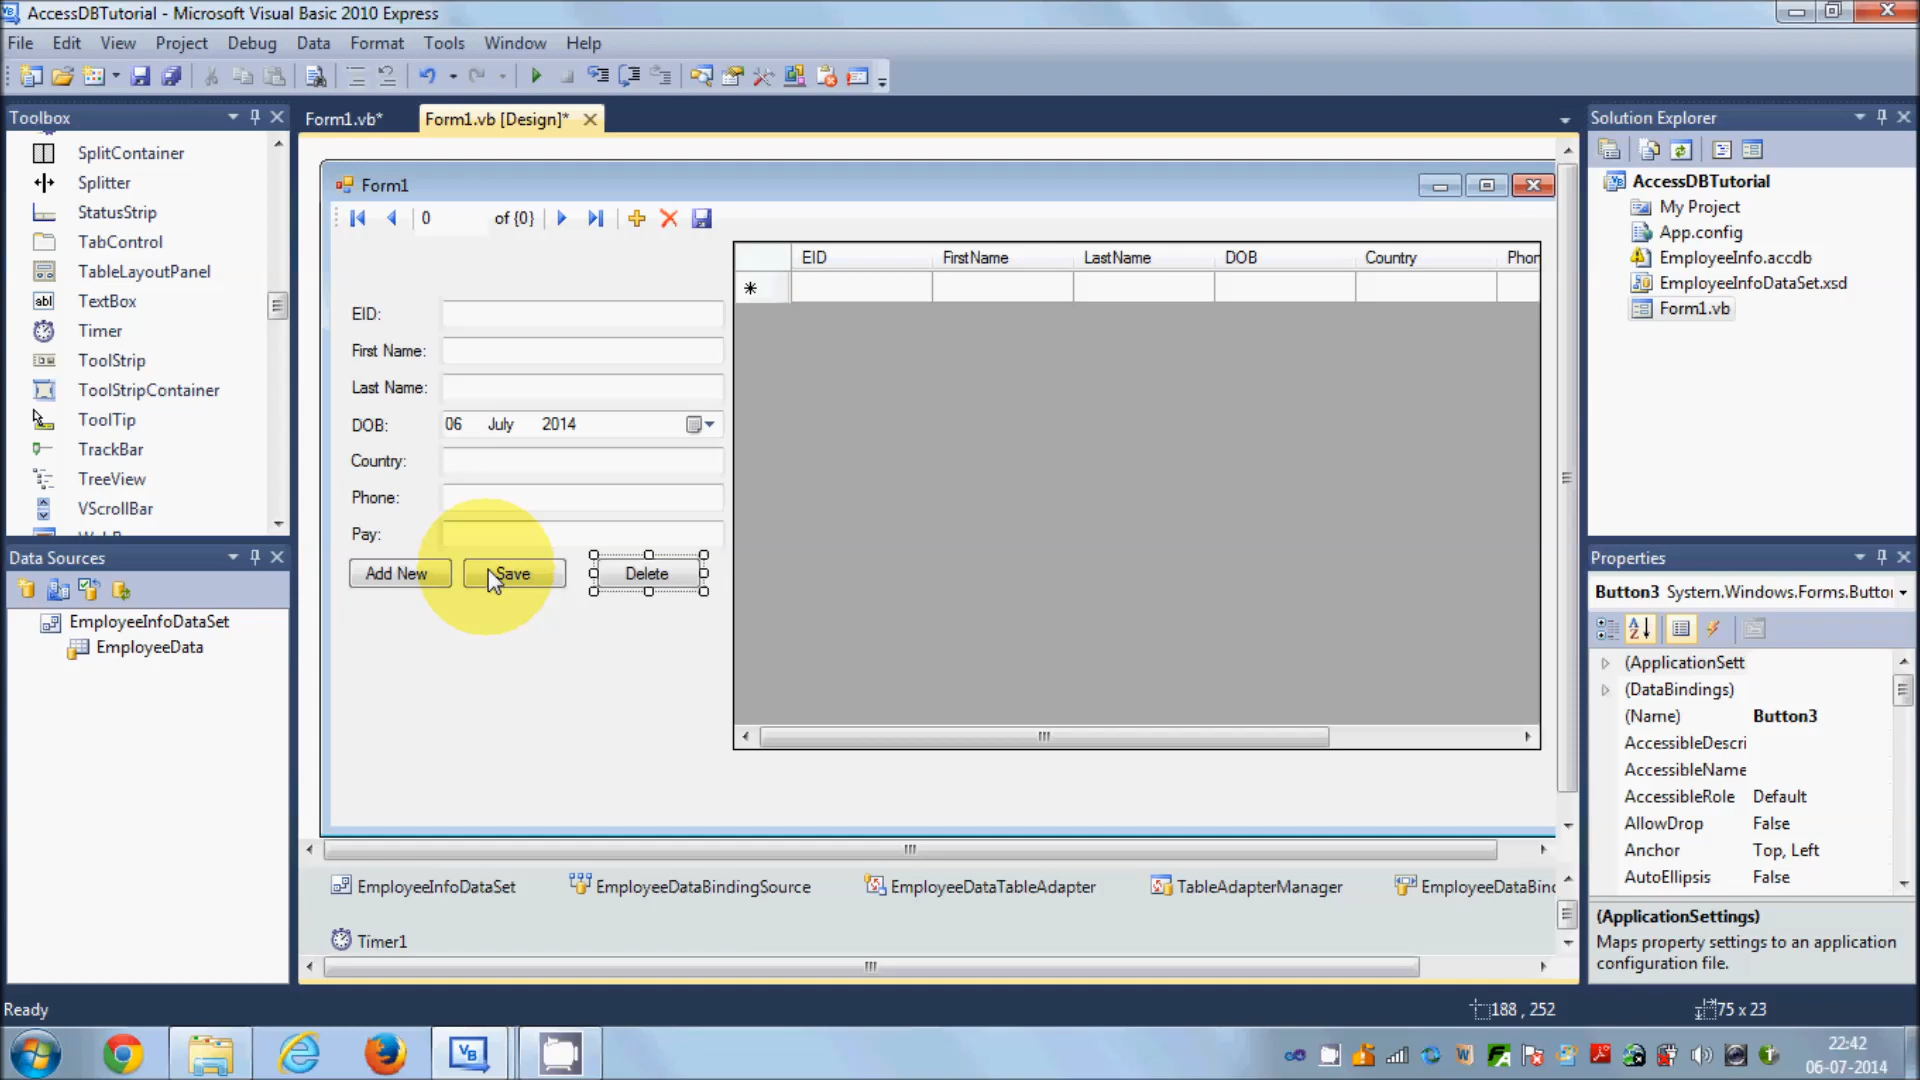 AccessDBTutorial - Microsoft Visual Basic 2010 Express
File Edit View Project Debug Data Format Tools Window Help
Toolbox
SplitContainer
Splitter
StatusStrip
TabControl
TableLayoutPanel
TextBox
Timer
ToolStrip
ToolStripContainer
ToolTip
TrackBar
TreeView
VScrollBar
Data Sources
EmployeeInfoDataSet
EmployeeData
Form1.vb* Form1.vb [Design]*
Form1
0 of {0}
EID FirstName LastName DOB Country Phon
EID:
First Name:
Last Name:
DOB: 06 July 2014
Country:
Phone:
Pay:
Add New Save Delete
EmployeeInfoDataSet EmployeeDataBindingSource EmployeeDataTableAdapter TableAdapterManager EmployeeDataBinc
Timer1
Solution Explorer
AccessDBTutorial
My Project
App.config
EmployeeInfo.accdb
EmployeeInfoDataSet.xsd
Form1.vb
Properties
Button3 System.Windows.Forms.Buttoı
(ApplicationSett
(DataBindings)
(Name) Button3
AccessibleDescri
AccessibleName
AccessibleRole Default
AllowDrop False
Anchor Top, Left
AutoEllipsis False
(ApplicationSettings)
Maps property settings to an application
configuration file.
Ready 188 , 252 75 x 23
22:42
06-07-2014